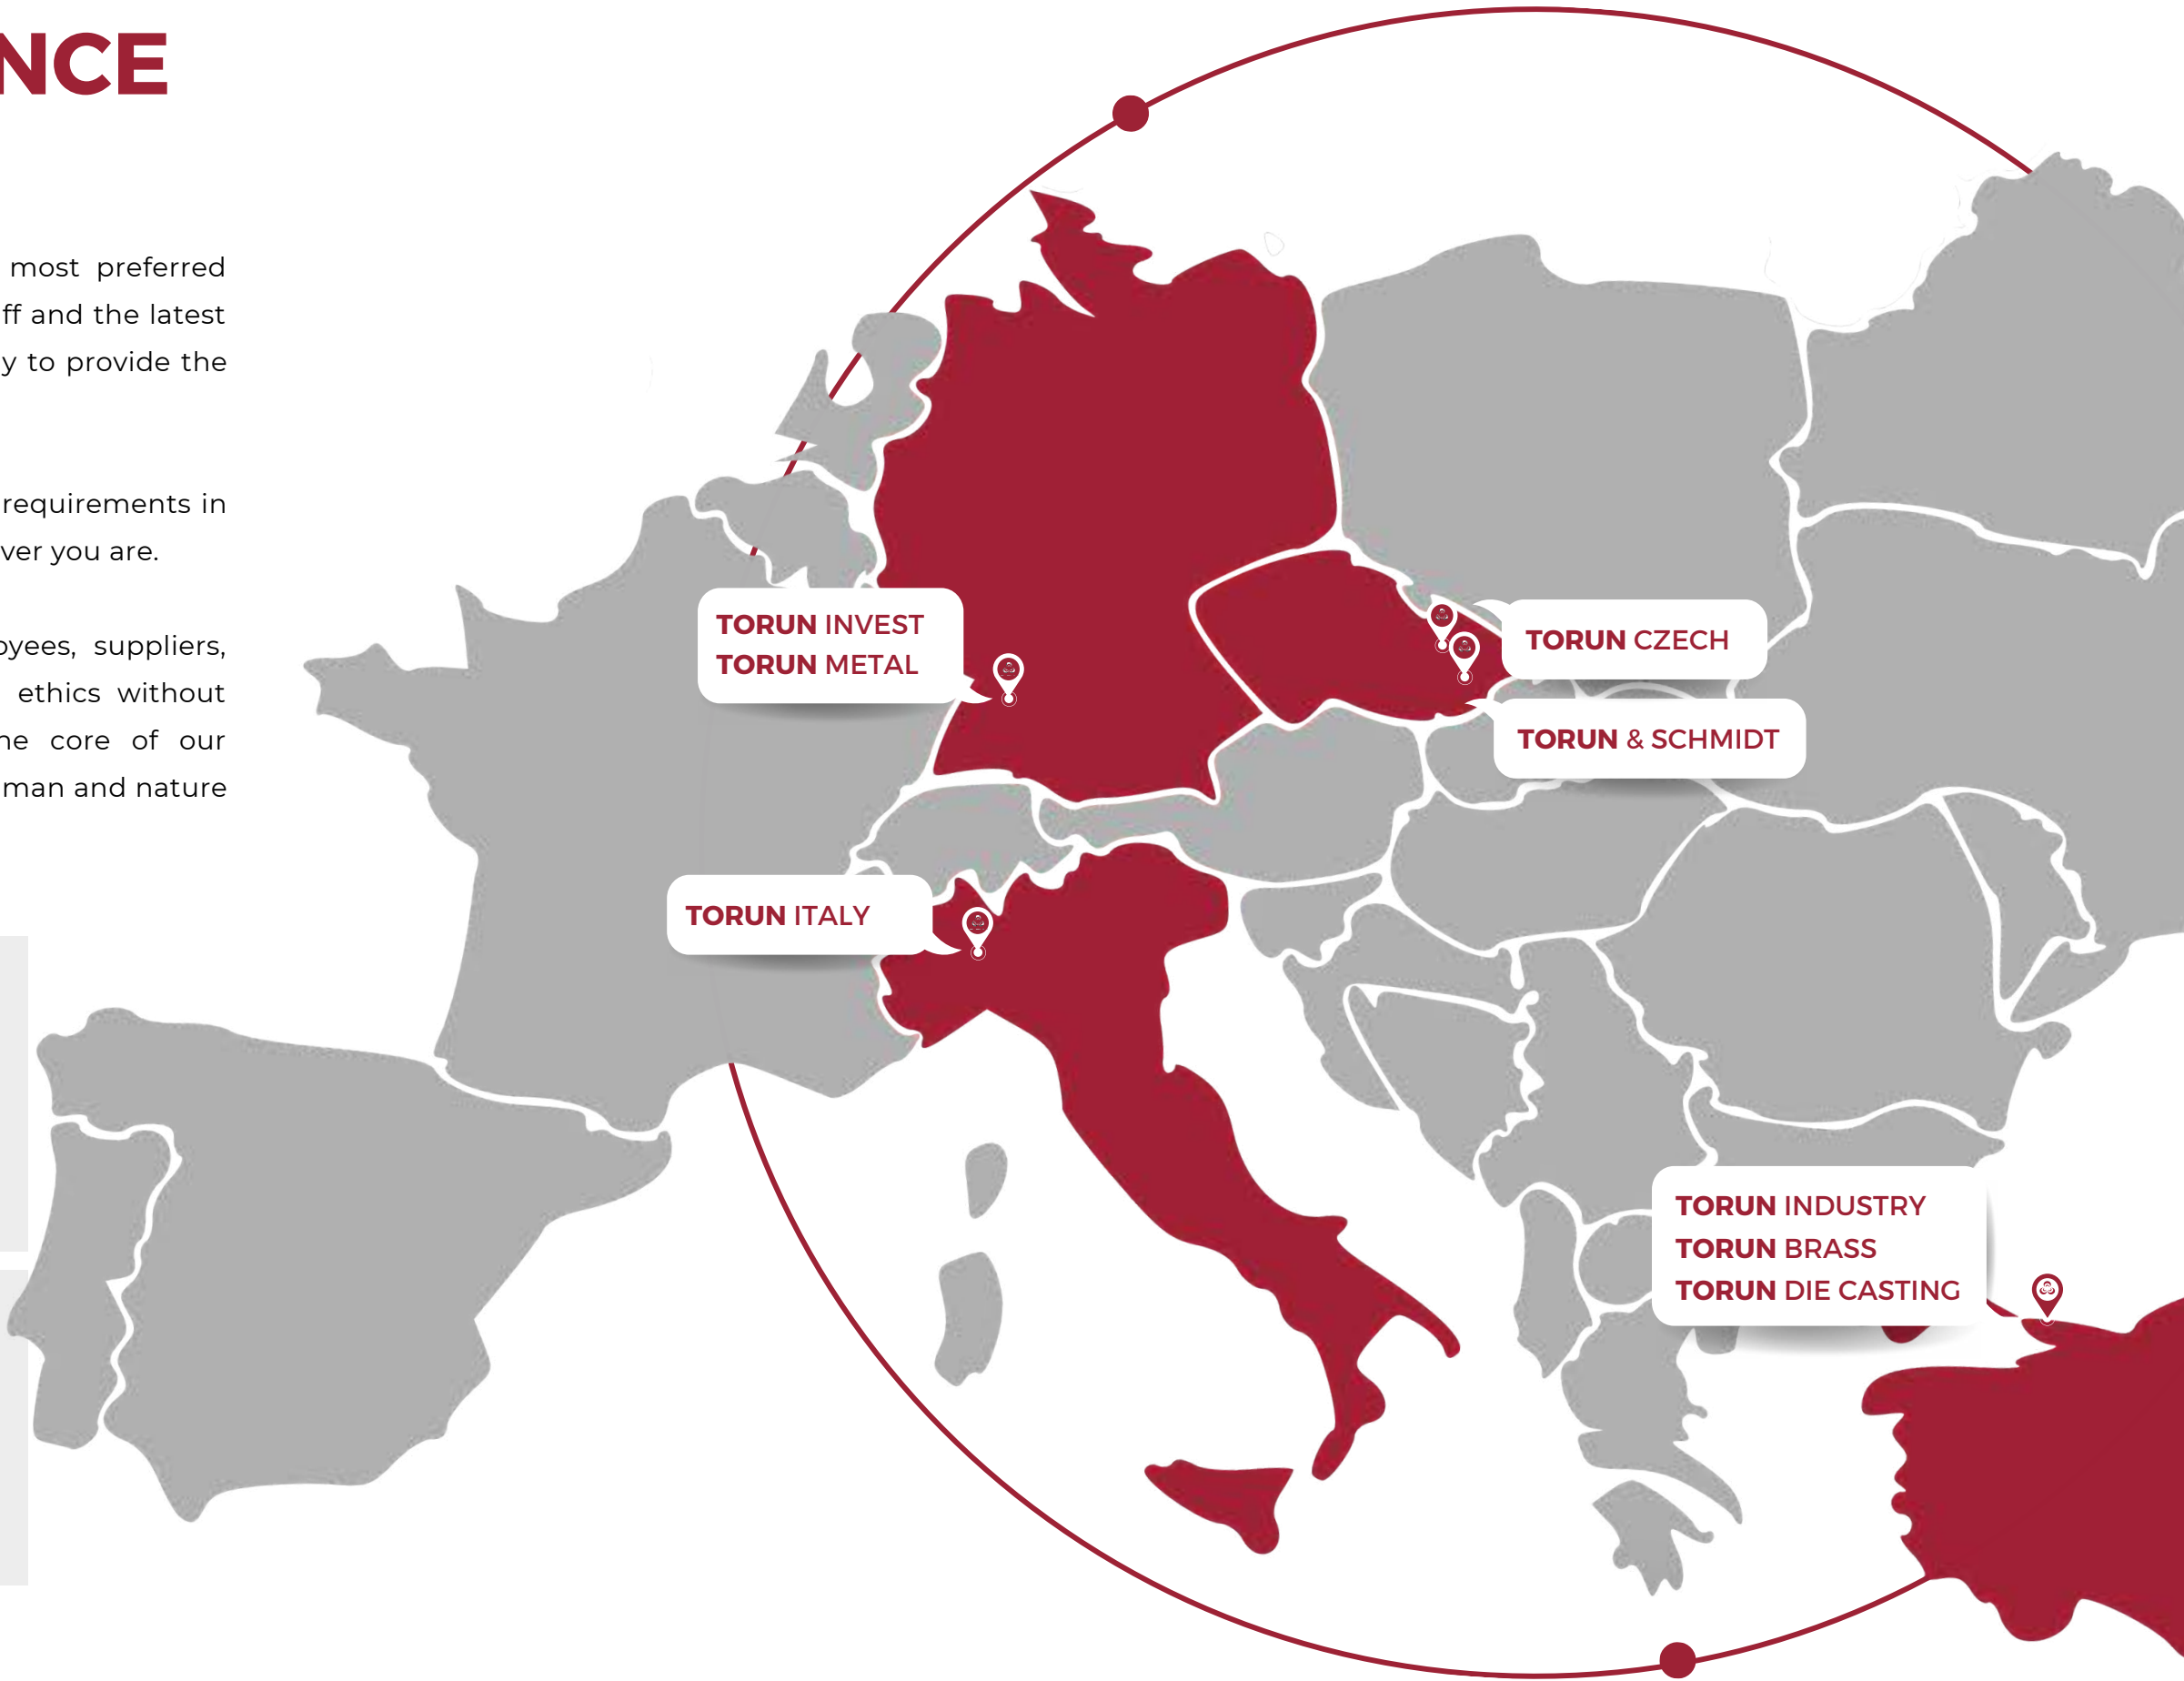 NCE
most preferred
ff and the latest
y to provide the
requirements in
ver you are.
oyees, suppliers,
ethics without
he core of our
man and nature
TORUN INVEST
TORUN METAL
TORUN CZECH
TORUN & SCHMIDT
TORUN ITALY
TORUN INDUSTRY
TORUN BRASS
TORUN DIE CASTING